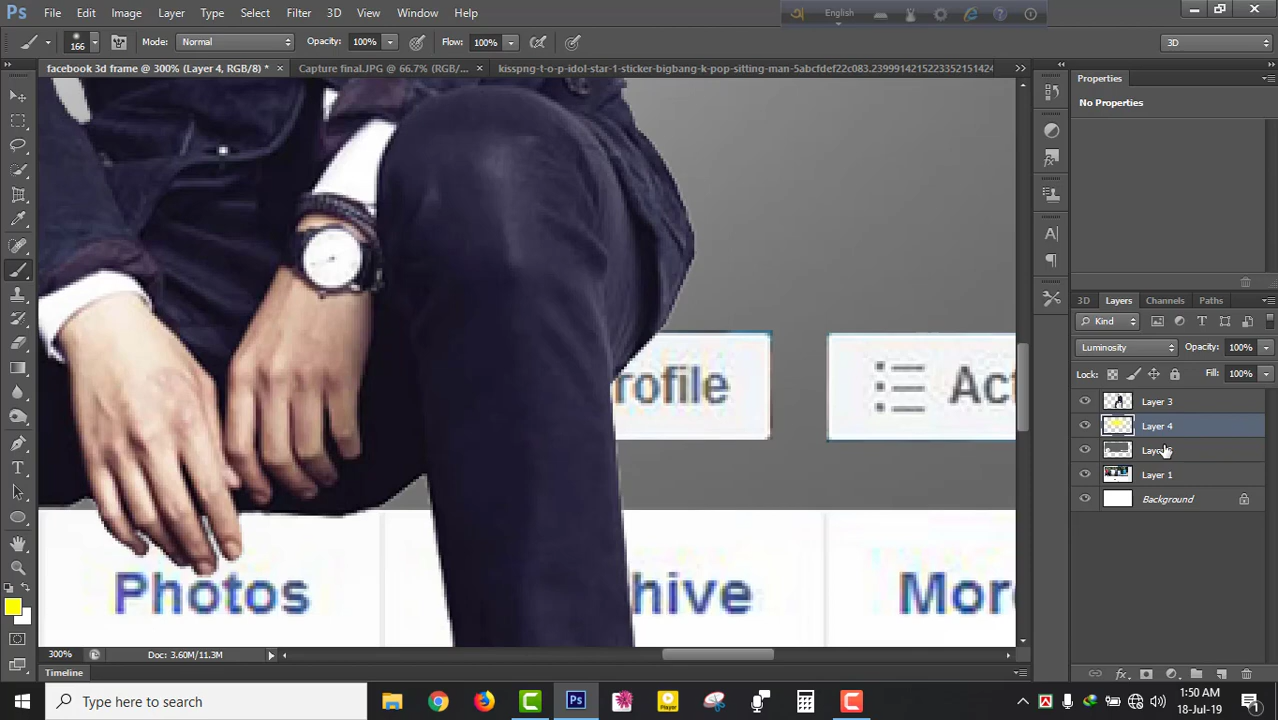 Ps File Edit Image Layer Type Select Filter 3D View Window Help
English
166 Mode: Normal Opacity: 100% Flow: 100% 3D
facebook 3d frame @ 300% (Layer 4, RGB/8) * × Capture final.JPG @ 66.7% (RGB/... × kisspng-t-o-p-idol-star-1-sticker-bigbang-k-pop-sitting-man-5abcfdef22c083.2399914215223352151424
Properties
No Properties
3D Layers Channels Paths
Kind
Luminosity Opacity: 100%
Lock: Fill: 100%
Layer 3
Layer 4
Layer 1
Background
rofile
Act
Photos
hive
More
300% Doc: 3.60M/11.3M
Timeline
Type here to search
Player
1:50 AM
18-Jul-19